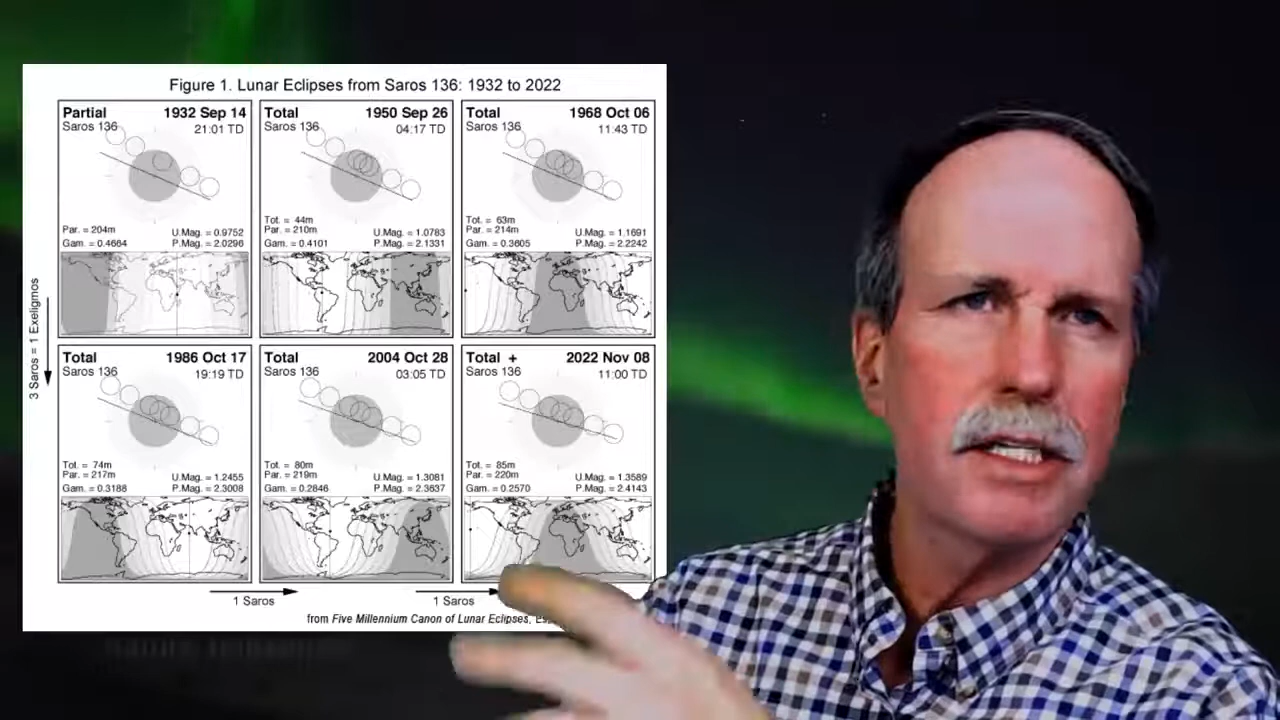 Figure 1. Lunar Eclipses from Saros 136: 1932 to 2022
Partial 1932 Sep 14
Saros 136 21:01 TD
Par. = 204m U.Mag. = 0.9752
Gam. = 0.4664 P.Mag. = 2.0296
Total 1950 Sep 26
Saros 136 04:17 TD
Tot. = 44m
Par. = 210m U.Mag. = 1.0783
Gam. = 0.4101 P.Mag. = 2.1331
Total 1968 Oct 06
Saros 136 11:43 TD
Tot. = 63m
Par. = 214m U.Mag. = 1.1691
Gam. = 0.3605 P.Mag. = 2.2242
3 Saros = 1 Exeligmos
Total 1986 Oct 17
Saros 136 19:19 TD
Tot. = 74m
Par. = 217m U.Mag. = 1.2455
Gam. = 0.3188 P.Mag. = 2.3008
Total 2004 Oct 28
Saros 136 03:05 TD
Tot. = 80m
Par. = 219m U.Mag. = 1.3081
Gam. = 0.2846 P.Mag. = 2.3637
Total + 2022 Nov 08
Saros 136 11:00 TD
Tot. = 85m
Par. = 220m U.Mag. = 1.3589
Gam. = 0.2570 P.Mag. = 2.4143
1 Saros 1 Saros
from Five Millennium Canon of Lunar Eclipses,